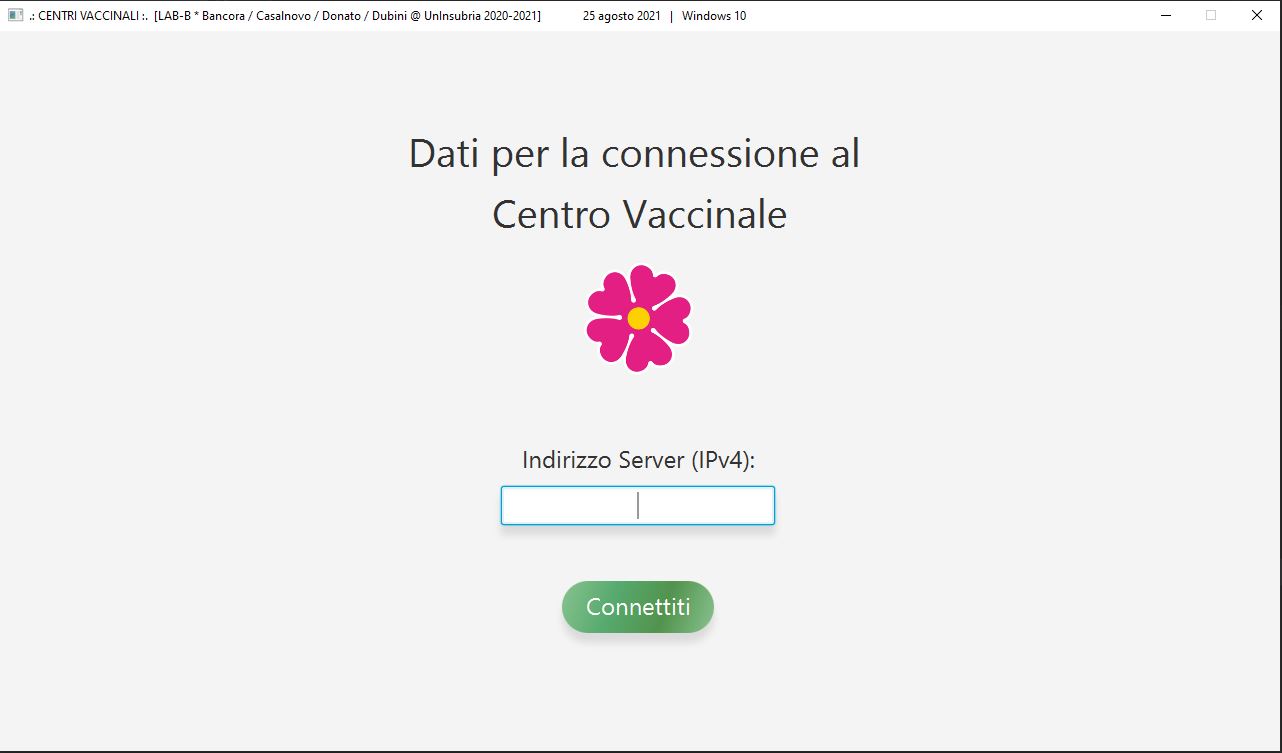 .: CENTRI VACCINALI :. [LAB-B * Bancora / Casalnovo / Donato / Dubini @ UnInsubria 2020-2021] 25 agosto 2021 | Windows 10
Dati per la connessione al
Centro Vaccinale
Indirizzo Server (IPv4):
Connettiti